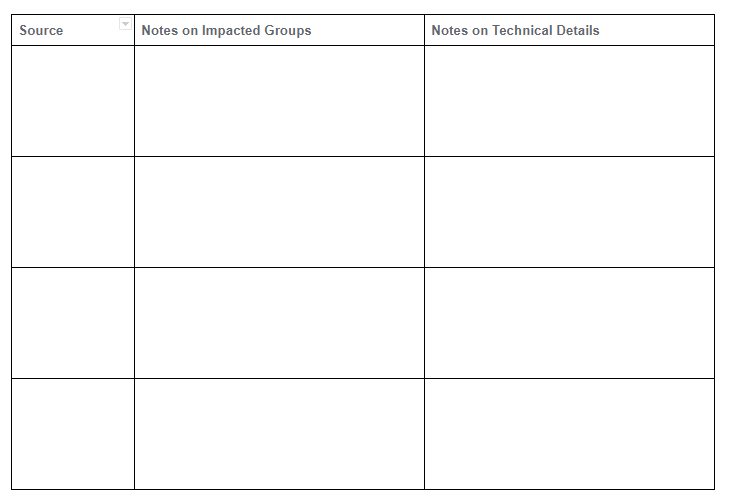 Source
Notes on Impacted Groups
Notes on Technical Details